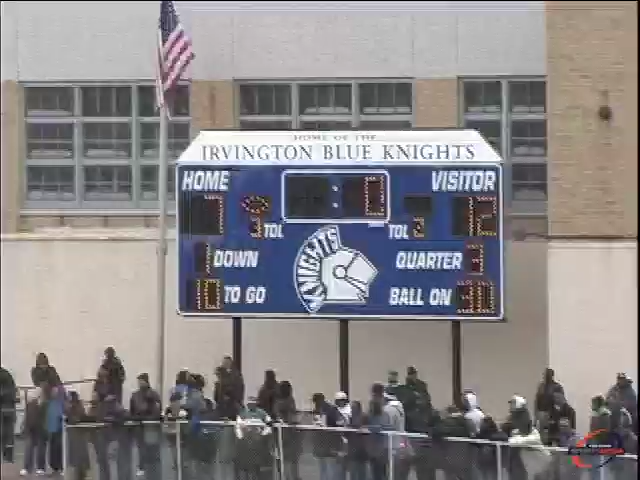 HOME OF THE
IRVINGTON BLUE KNIGHTS
HOME : 0 VISITOR
7 3 TOL TOL 2 12
1 DOWN KNIGHTS QUARTER 3
10 TO GO BALL ON 30